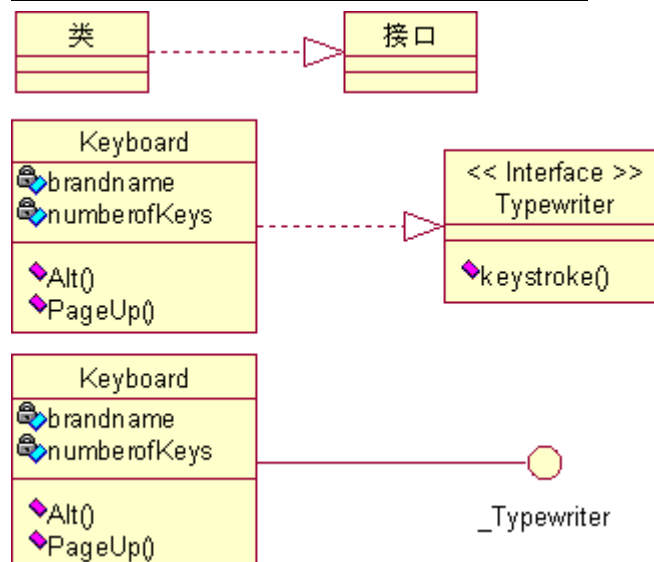 类
接口
Keyboard
brandname
numberofKeys
Alt()
PageUp()
<< Interface >>
Typewriter
keystroke()
Keyboard
brandname
numberofKeys
Alt()
PageUp()
_Typewriter